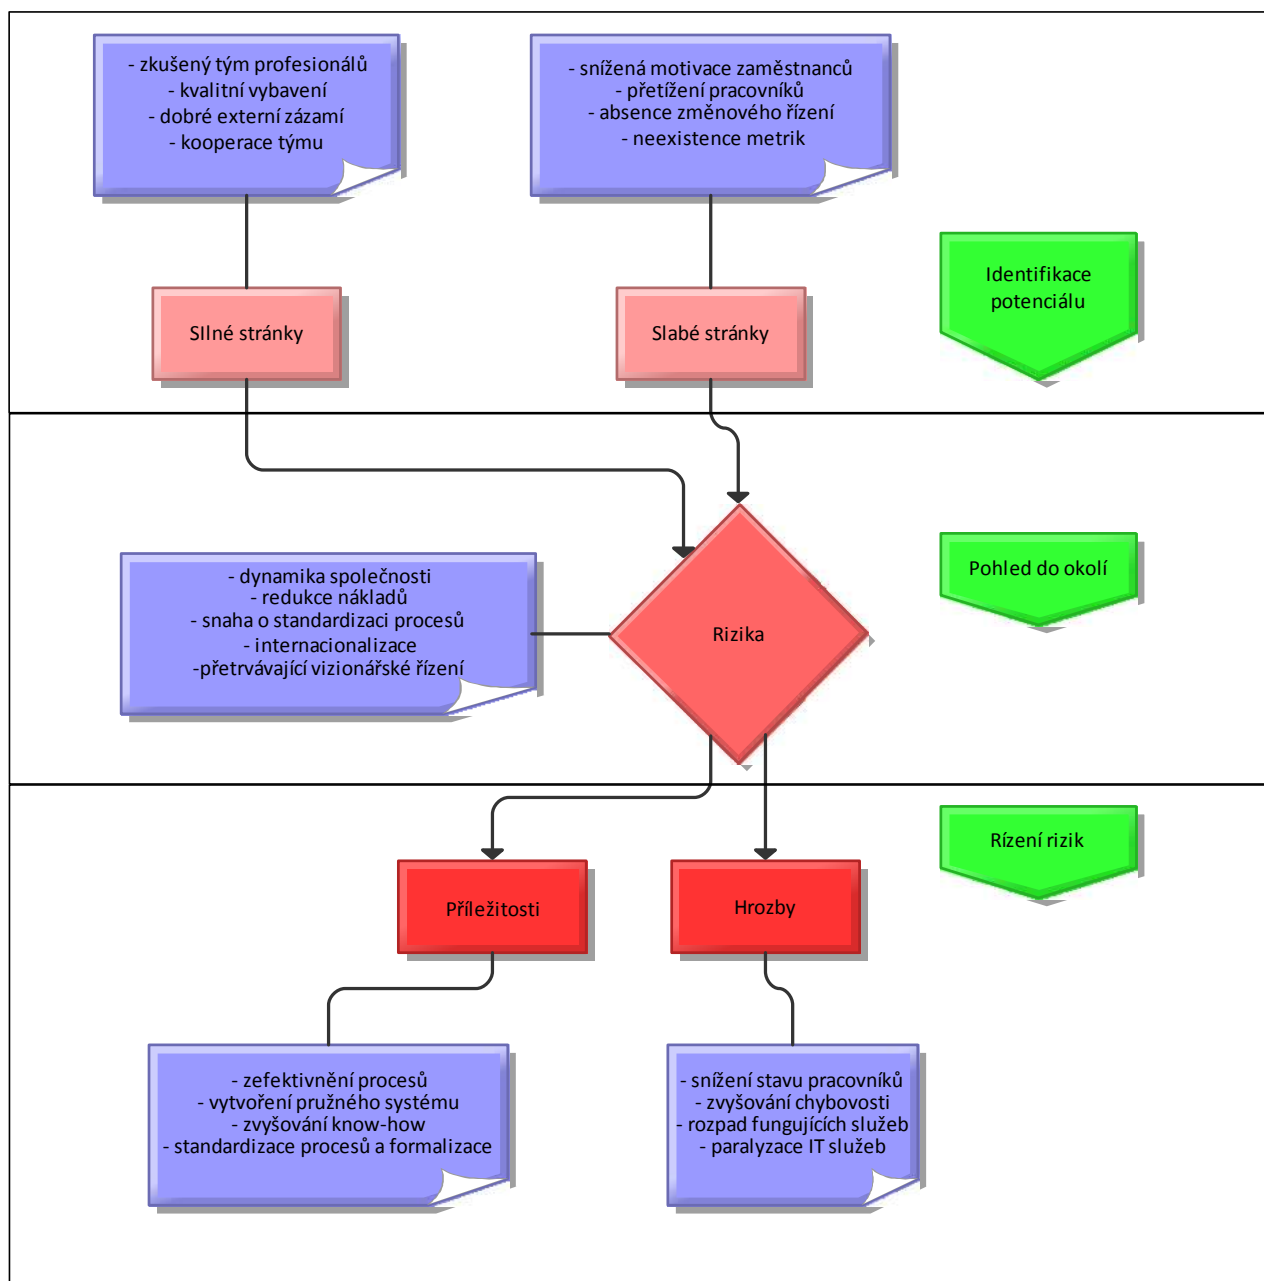 - zkušený tým profesionálů
- kvalitní vybavení
- dobré externí zázamí
- kooperace týmu
- snížená motivace zaměstnanců
- přetížení pracovníků
- absence změnového řízení
- neexistence metrik
Identifikace
potenciálu
SIlné stránky
Slabé stránky
- dynamika společnosti
- redukce nákladů
- snaha o standardizaci procesů
- internacionalizace
-přetrvávající vizionářské řízení
Rizika
Pohled do okolí
Rízení rizik
Příležitosti
Hrozby
- zefektivnění procesů
- vytvoření pružného systému
- zvyšování know-how
- standardizace procesů a formalizace
- snížení stavu pracovníků
- zvyšování chybovosti
- rozpad fungujících služeb
- paralyzace IT služeb